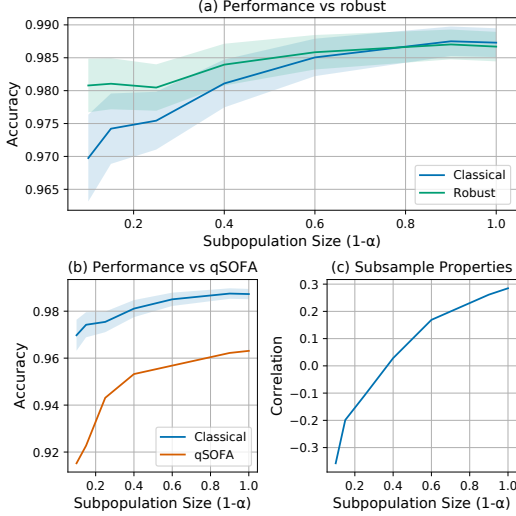 (a) Performance vs robust
0.990
0.985
0.980
0.975
0.970
0.965
Accuracy
Classical
Robust
0.2
0.4
0.6
0.8
1.0
Subpopulation Size (1-α)
(b) Performance vs qSOFA
0.98
0.96
0.94
0.92
Accuracy
Classical
qSOFA
0.2
0.4
0.6
0.8
1.0
Subpopulation Size (1-α)
(c) Subsample Properties
0.3
0.2
0.1
0.0
−0.1
−0.2
−0.3
Correlation
0.2
0.4
0.6
0.8
1.0
Subpopulation Size (1-α)